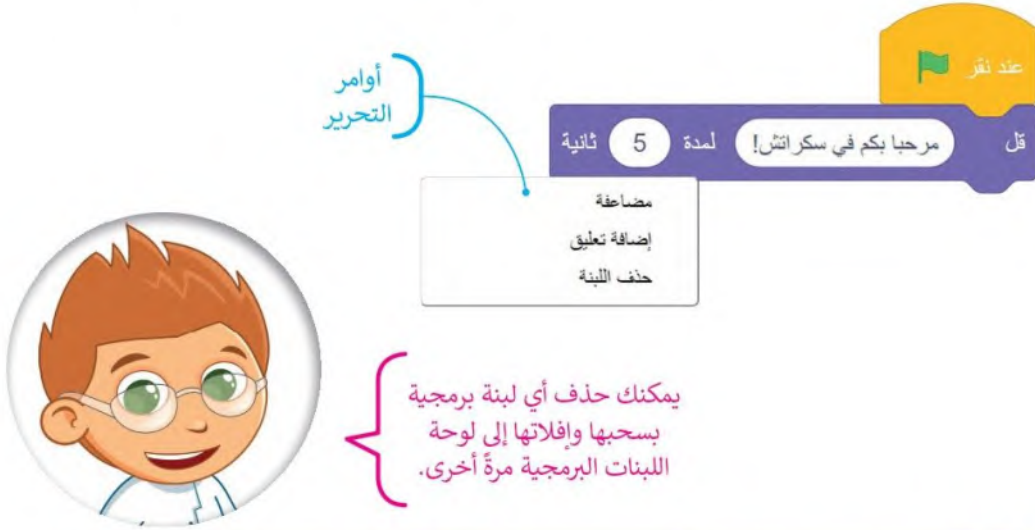 عند نقر
قل مرحبا بكم في سكراتش! لمدة 5 ثانية
أوامر
التحرير
مضاعفة
إضافة تعليق
حذف اللبنة
يمكنك حذف أي لبنة برمجية
بسحبها وإفلاتها إلى لوحة
اللبنات البرمجية مرةً أخرى.